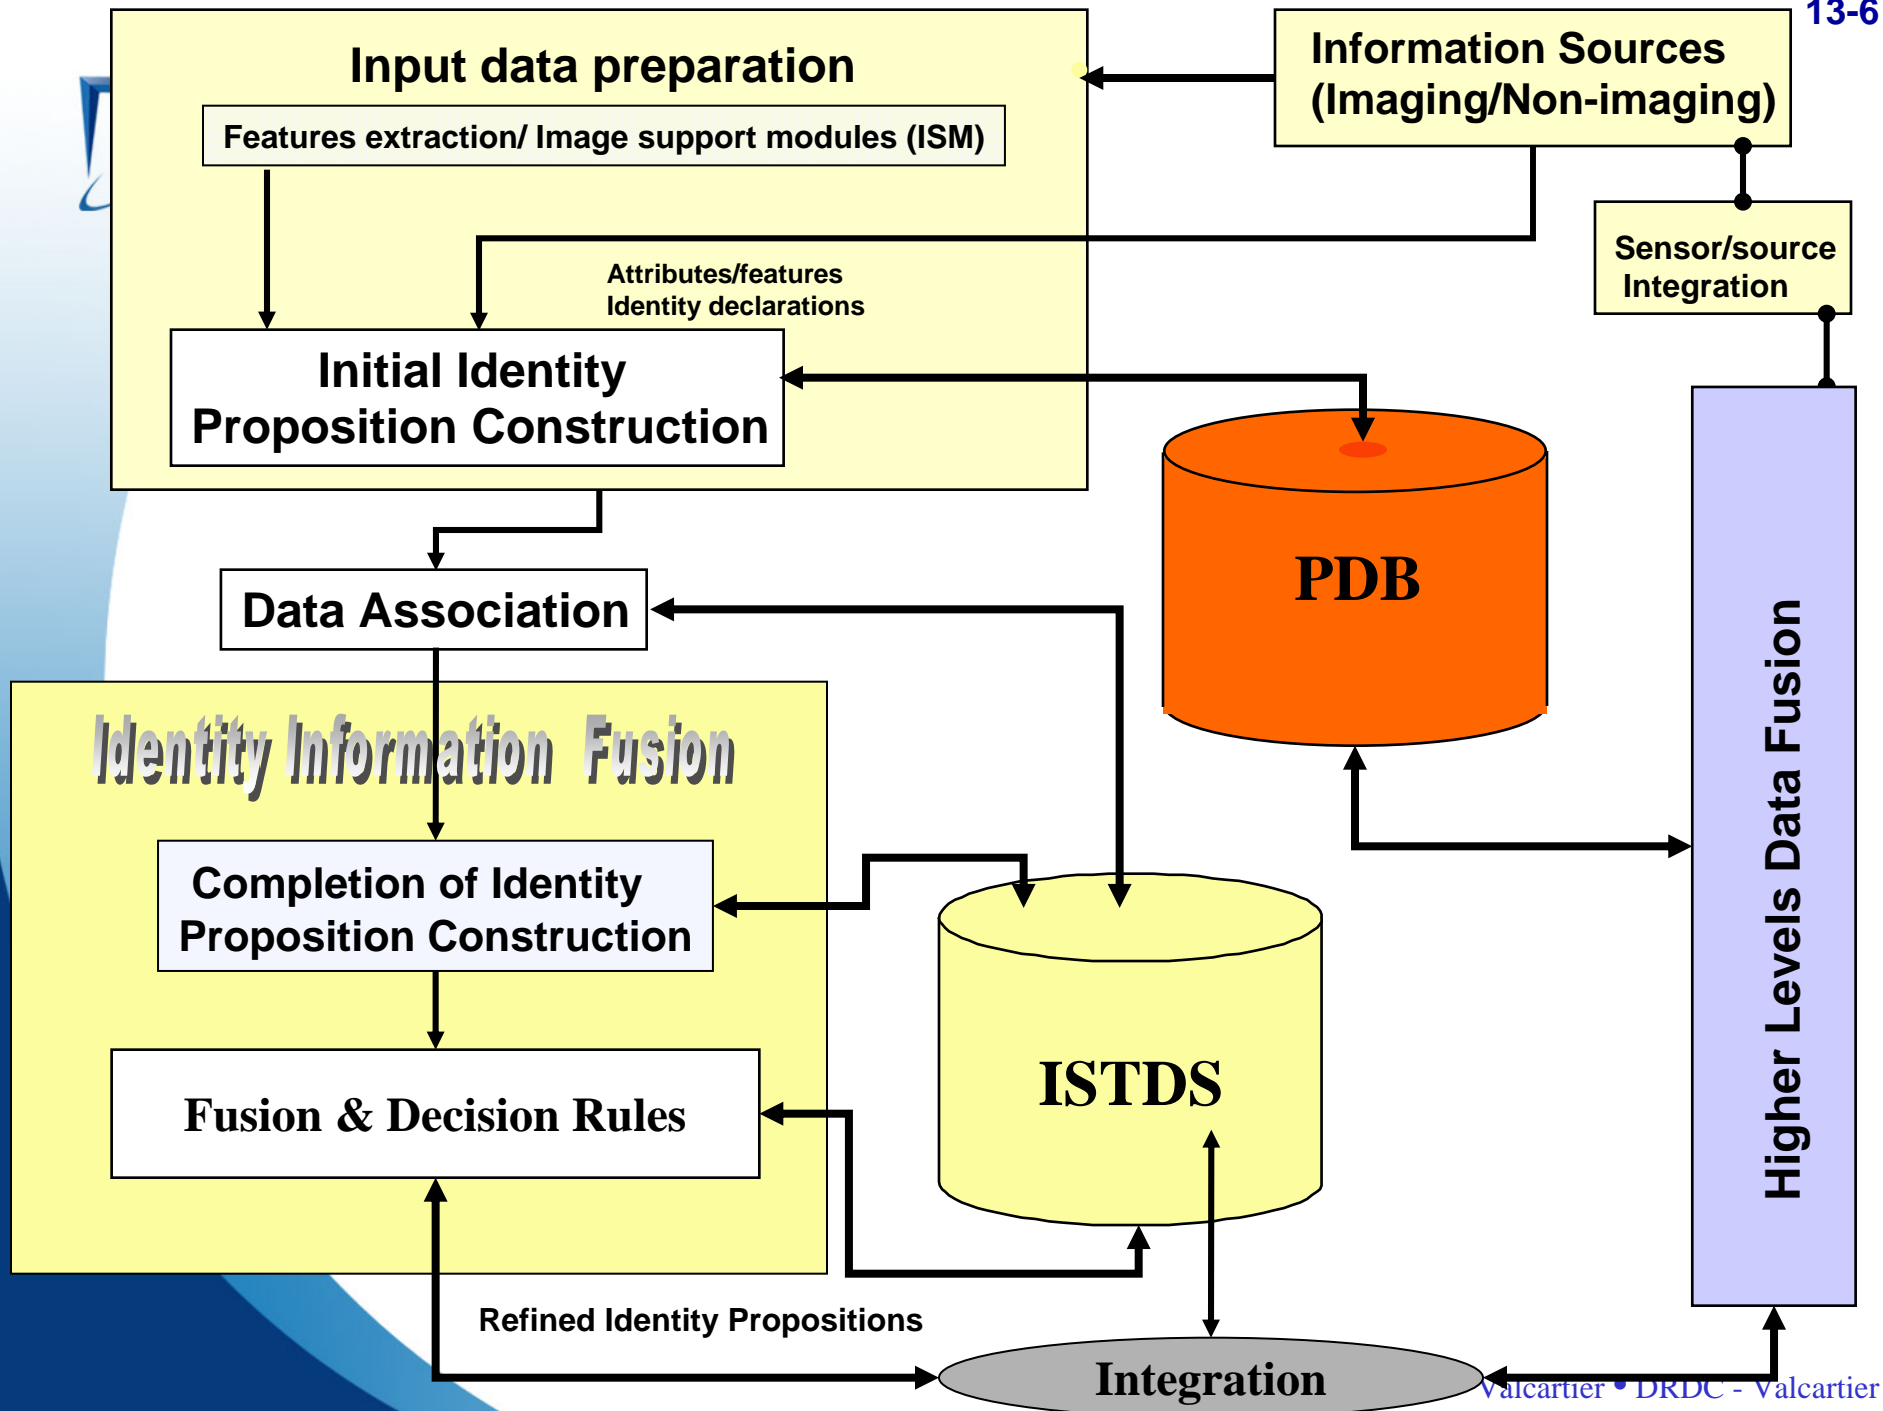 13-6
Input data preparation
Information Sources
(Imaging/Non-imaging)
Features extraction/ Image support modules (ISM)
Sensor/source
Integration
Attributes/features
Identity declarations
Initial Identity
Proposition Construction
PDB
Data Association
Higher Levels Data Fusion
Identity Information Fusion
Completion of Identity
Proposition Construction
ISTDS
Fusion & Decision Rules
Refined Identity Propositions
Integration
Valcartier • DRDC - Valcartier